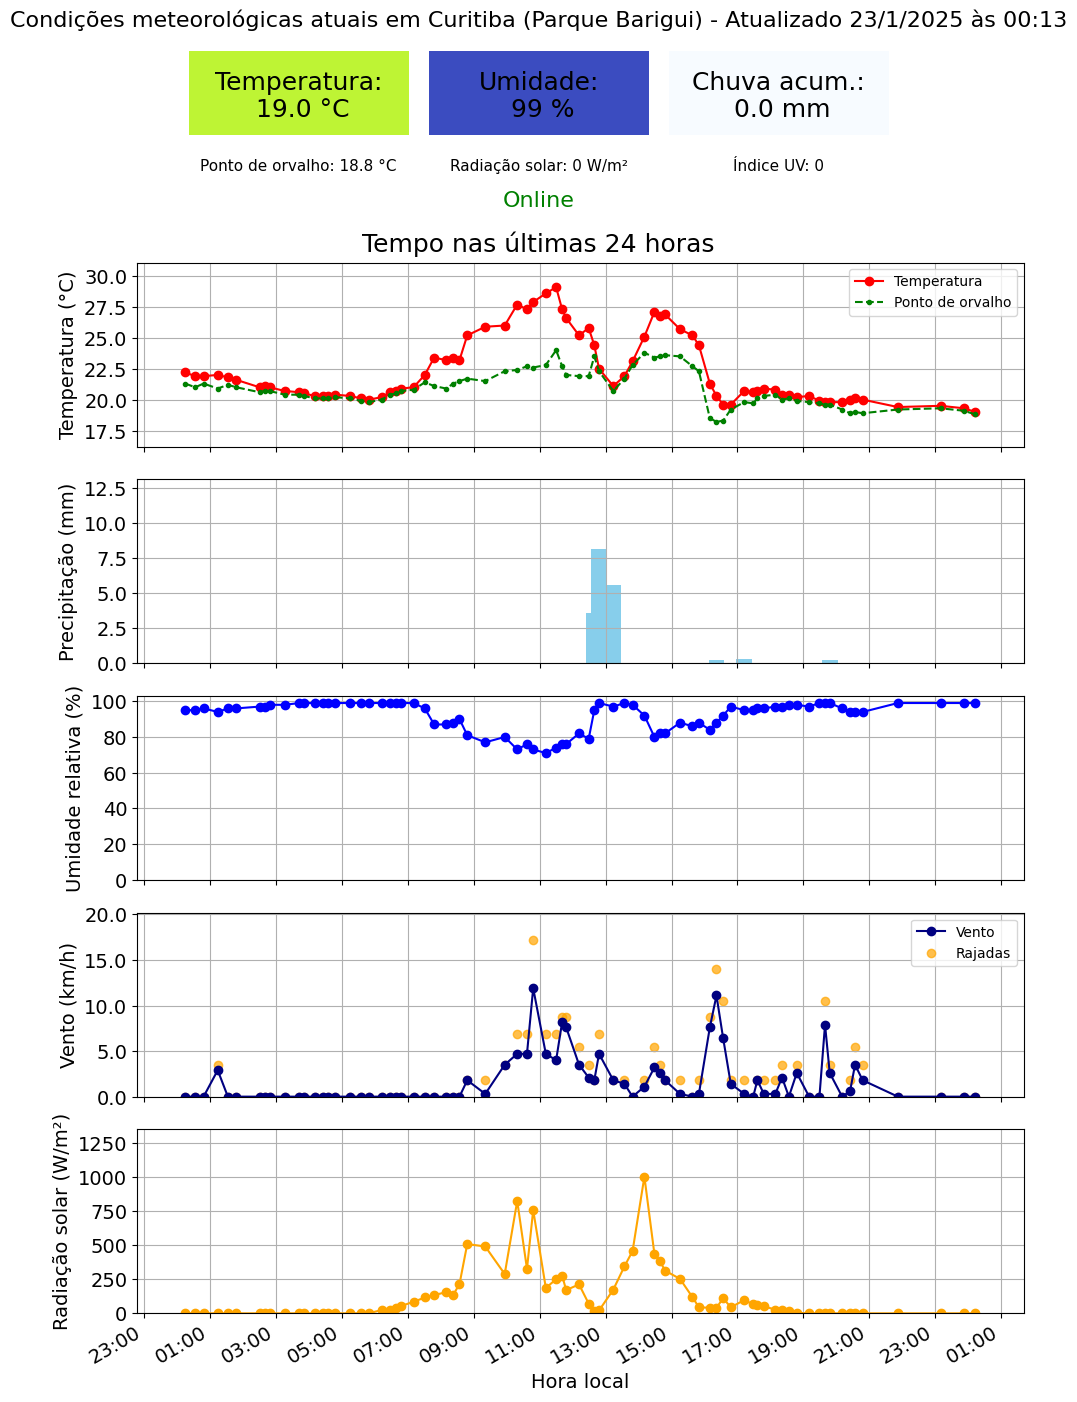 Condições meteorológicas atuais em Curitiba (Parque Barigui) - Atualizado 23/1/2025 às 00:13
Temperatura:
19.0 °C
Umidade:
99 %
Chuva acum.:
0.0 mm
Ponto de orvalho: 18.8 °C
Radiação solar: 0 W/m²
Índice UV: 0
Online
Tempo nas últimas 24 horas
Temperatura (°C)
30.0
27.5
25.0
22.5
20.0
17.5
Temperatura
Ponto de orvalho
Precipitação (mm)
12.5
10.0
7.5
5.0
2.5
0.0
Umidade relativa (%)
100
80
60
40
20
0
Vento (km/h)
20.0
15.0
10.0
5.0
0.0
Vento
Rajadas
Radiação solar (W/m²)
1250
1000
750
500
250
0
23:00
01:00
03:00
05:00
07:00
09:00
11:00
13:00
15:00
17:00
19:00
21:00
23:00
01:00
Hora local